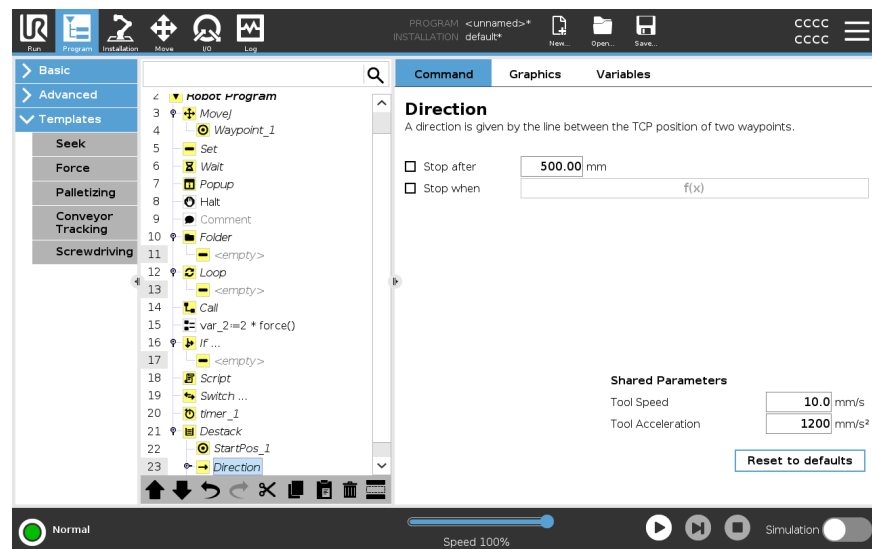 UR
PROGRAM <unnamed>*
INSTALLATION default*
CCCC
CCCC
Run
Program
Installation
Move
I/O
Log
New...
Open...
Save...
Basic
Advanced
Templates
Seek
Force
Palletizing
Conveyor
Tracking
Screwdriving
2 Robot Program
3 MoveJ
4 Waypoint_1
5 Set
6 Wait
7 Popup
8 Halt
9 Comment
10 Folder
11 <empty>
12 Loop
13 <empty>
14 Call
15 var_2:=2 * force()
16 If ...
17 <empty>
18 Script
19 Switch ...
20 timer_1
21 Destack
22 StartPos_1
23 Direction
Command Graphics Variables
Direction
A direction is given by the line between the TCP position of two waypoints.
Stop after 500.00 mm
Stop when f(x)
Shared Parameters
Tool Speed 10.0 mm/s
Tool Acceleration 1200 mm/s²
Reset to defaults
Normal
Speed 100%
Simulation